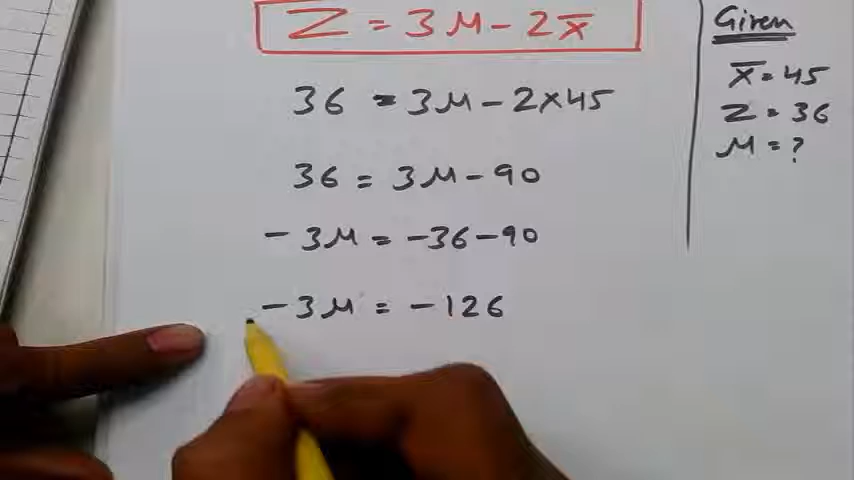 Z = 3M - 2x̅
36 = 3M - 2×45
36 = 3M - 90
- 3M = -36-90
- 3M = -126
Given
x̅ = 45
Z = 36
M = ?